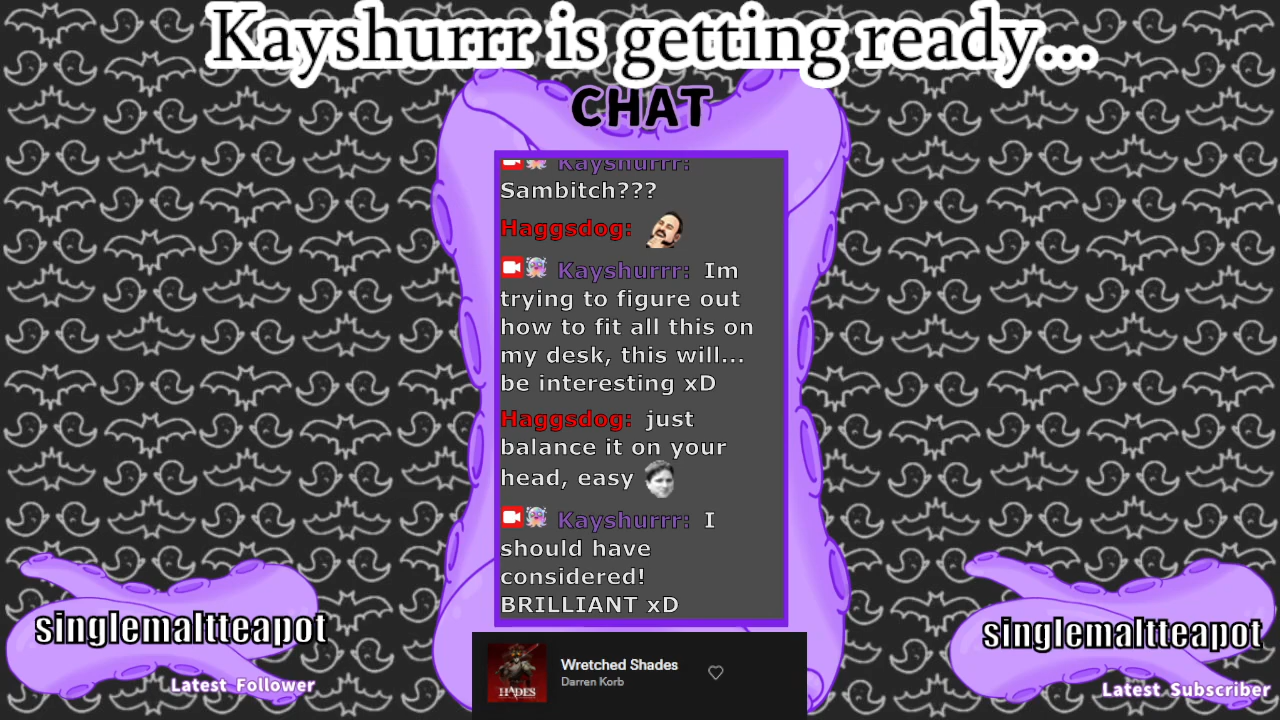 Kayshurrr is getting ready...
CHAT
Kayshurrr:
Sambitch???
Haggsdog:
Kayshurrr: Im
trying to figure out
how to fit all this on
my desk, this will...
be interesting xD
Haggsdog: just
balance it on your
head, easy
Kayshurrr: I
should have
considered!
BRILLIANT xD
singlemaltteapot
Latest Follower
singlemaltteapot
Latest Subscriber
HADES
Wretched Shades
Darren Korb